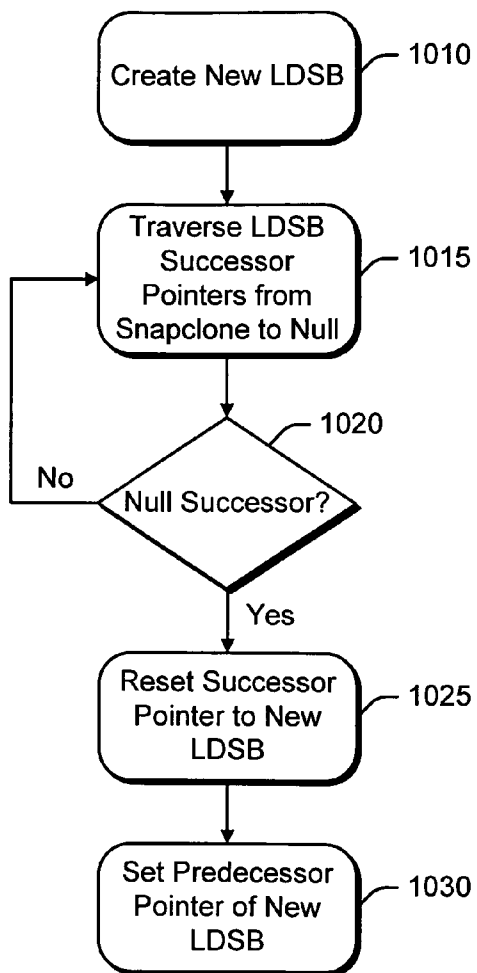 Create New LDSB
1010
Traverse LDSB
Successor
Pointers from
Snapclone to Null
1015
1020
No
Null Successor?
Yes
Reset Successor
Pointer to New
LDSB
1025
Set Predecessor
Pointer of New
LDSB
1030